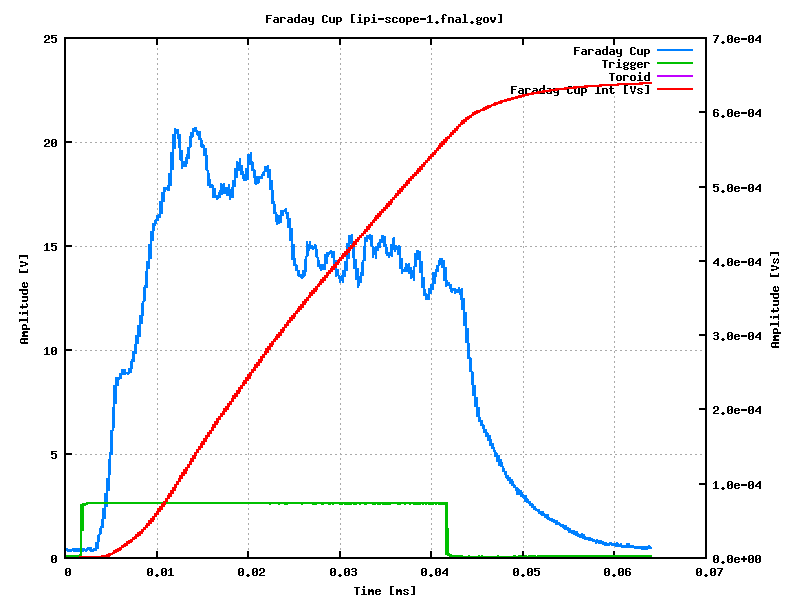 Faraday Cup [ipi-scope-1.fnal.gov]
25 7.0e-04
Faraday Cup
Trigger
Toroid
Faraday Cup Int [Vs]
6.0e-04
20
5.0e-04
15
4.0e-04
Amplitude [V]
Amplitude [Vs]
3.0e-04
10
2.0e-04
5
1.0e-04
0 0.0e+00
0 0.01 0.02 0.03 0.04 0.05 0.06 0.07
Time [ms]